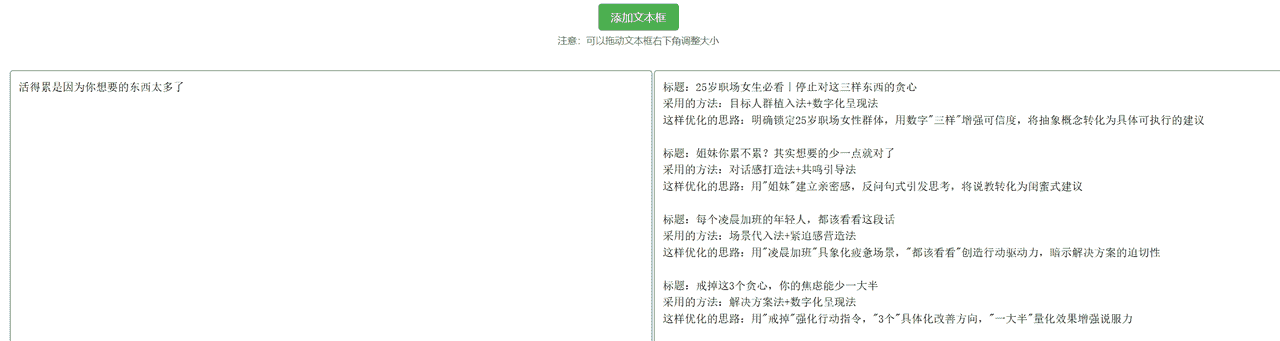 添加文本框
注意：可以拖动文本框右下角调整大小
活得累是因为你想要的东西太多了
标题：25岁职场女生必看｜停止对这三样东西的贪心
采用的方法：目标人群植入法+数字化呈现法
这样优化的思路：明确锁定25岁职场女性群体，用数字"三样"增强可信度，将抽象概念转化为具体可执行的建议
标题：姐妹你累不累？其实想要的少一点就对了
采用的方法：对话感打造法+共鸣引导法
这样优化的思路：用"姐妹"建立亲密感，反问句式引发思考，将说教转化为闺蜜式建议
标题：每个凌晨加班的年轻人，都该看看这段话
采用的方法：场景代入法+紧迫感营造法
这样优化的思路：用"凌晨加班"具象化疲惫场景，"都该看看"创造行动驱动力，暗示解决方案的迫切性
标题：戒掉这3个贪心，你的焦虑能少一大半
采用的方法：解决方案法+数字化呈现法
这样优化的思路：用"戒掉"强化行动指令，"3个"具体化改善方向，"一大半"量化效果增强说服力